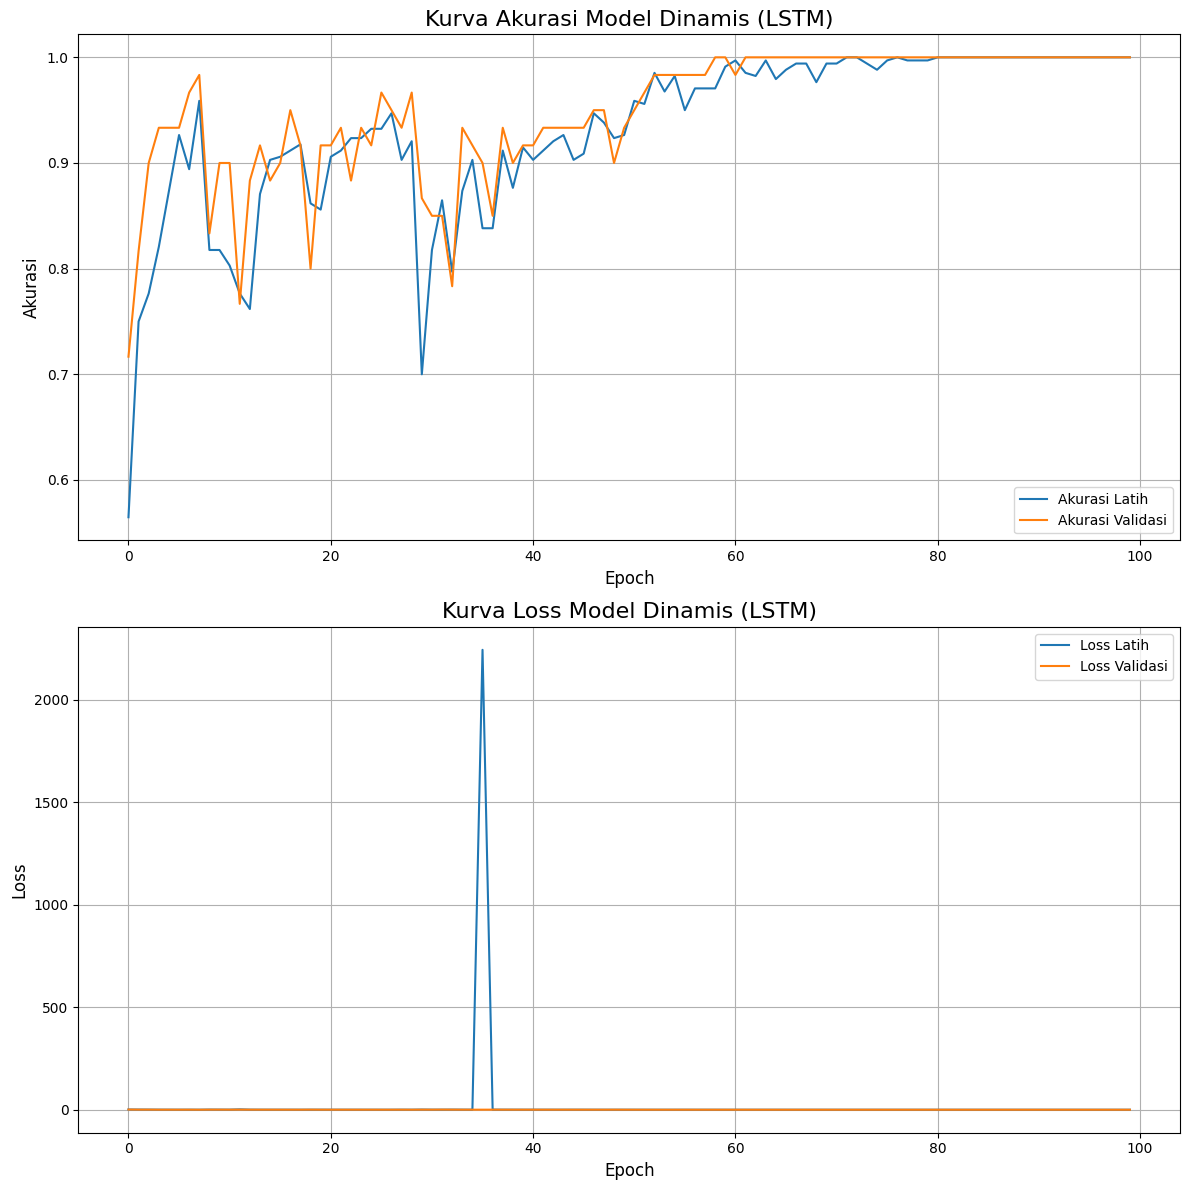 Kurva Akurasi Model Dinamis (LSTM)
1.0
0.9
0.8
0.7
0.6
Akurasi
Akurasi Latih
Akurasi Validasi
0 20 40 60 80 100
Epoch
Kurva Loss Model Dinamis (LSTM)
Loss Latih
Loss Validasi
2000
1500
1000
500
0
Loss
0 20 40 60 80 100
Epoch